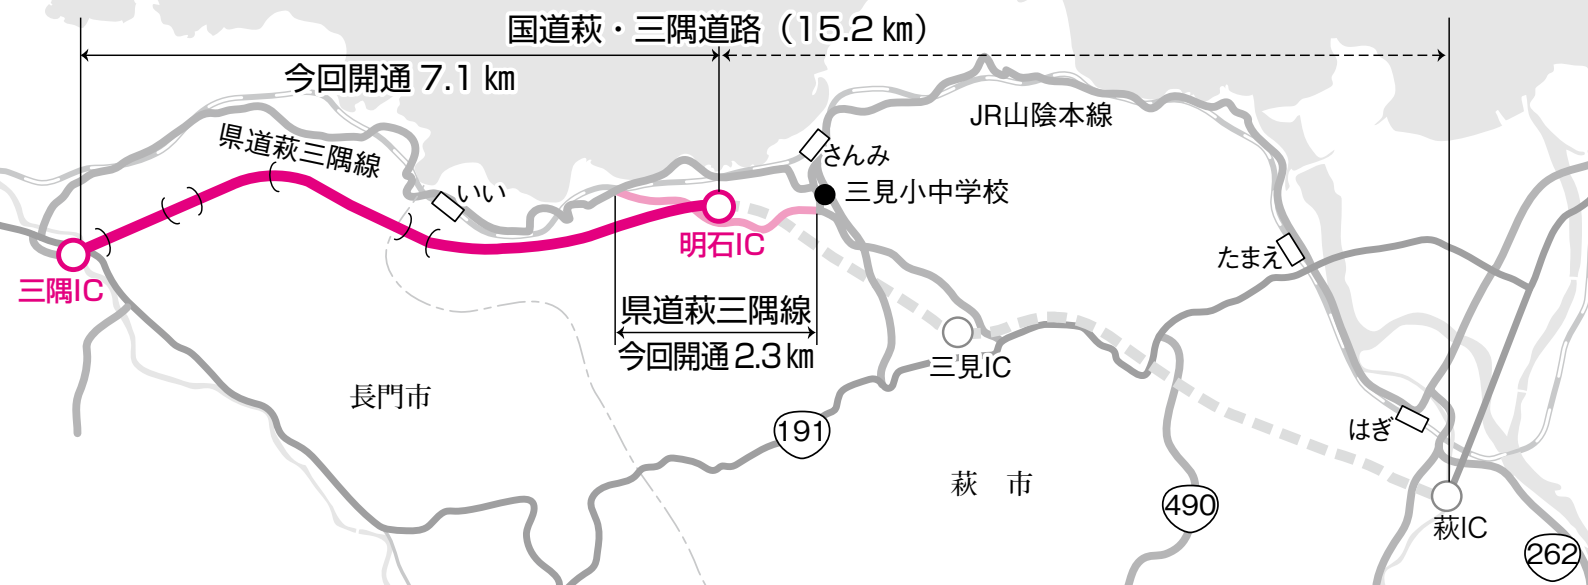 国道萩・三隅道路（15.2 km）
今回開通 7.1 km
JR山陰本線
県道萩三隅線
さんみ
三見小中学校
いい
明石IC
たまえ
三隅IC
県道萩三隅線
今回開通 2.3 km
三見IC
長門市
はぎ
191
萩　市
490
萩IC
262